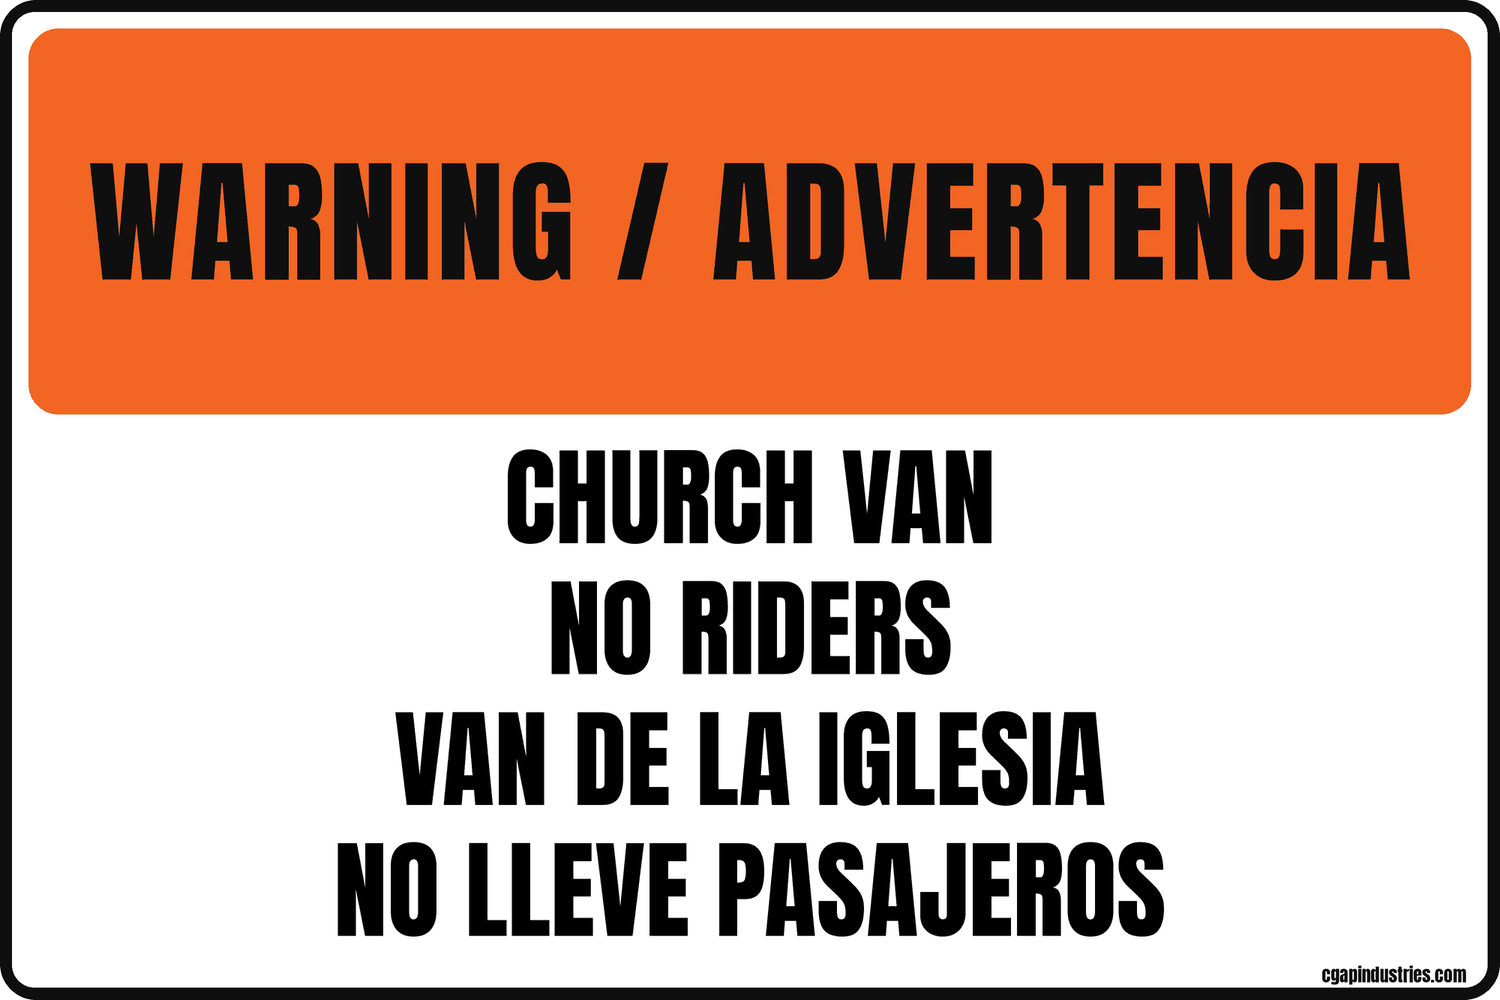 WARNING / ADVERTENCIA
CHURCH VAN
NO RIDERS
VAN DE LA IGLESIA
NO LLEVE PASAJEROS
cgapindustries.com